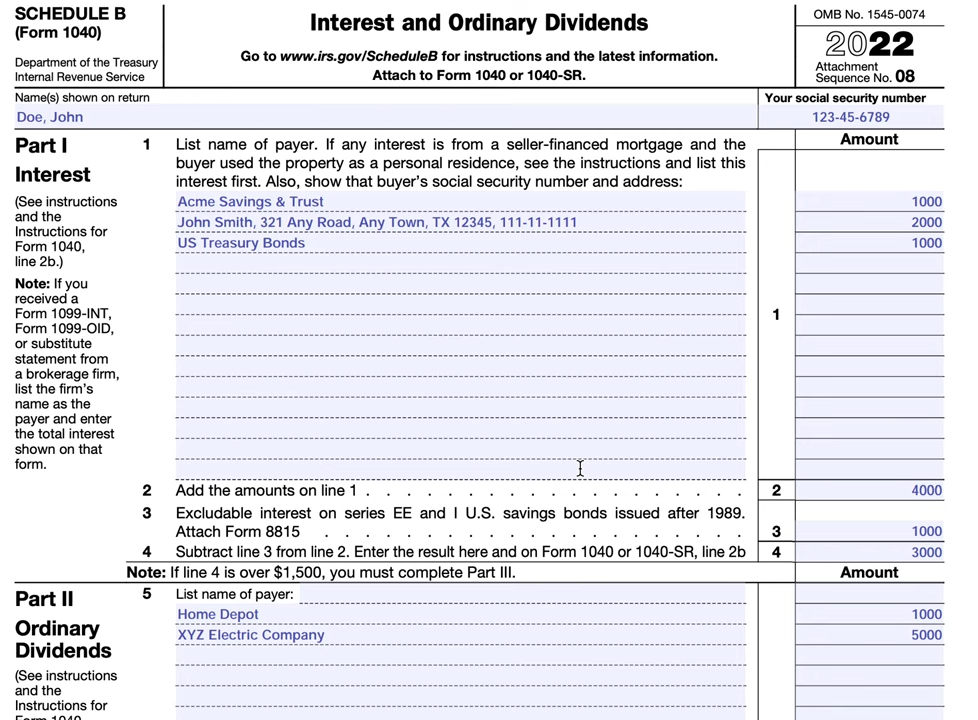 SCHEDULE B
(Form 1040)
Department of the Treasury
Internal Revenue Service
Interest and Ordinary Dividends
Go to www.irs.gov/ScheduleB for instructions and the latest information.
Attach to Form 1040 or 1040-SR.
OMB No. 1545-0074
2022
Attachment
Sequence No. 08
Name(s) shown on return
Your social security number
Doe, John
123-45-6789
Part I
Interest
(See instructions
and the
Instructions for
Form 1040,
line 2b.)
Note: If you
received a
Form 1099-INT,
Form 1099-OID,
or substitute
statement from
a brokerage firm,
list the firm's
name as the
payer and enter
the total interest
shown on that
form.
1 List name of payer. If any interest is from a seller-financed mortgage and the
buyer used the property as a personal residence, see the instructions and list this
interest first. Also, show that buyer's social security number and address:
Amount
Acme Savings & Trust 1000
John Smith, 321 Any Road, Any Town, TX 12345, 111-11-1111 2000
US Treasury Bonds 1000
1
2 Add the amounts on line 1 . . . . . . . . . . . . . . . . . . . 2 4000
3 Excludable interest on series EE and I U.S. savings bonds issued after 1989.
Attach Form 8815 . . . . . . . . . . . . . . . . . . . . . 3 1000
4 Subtract line 3 from line 2. Enter the result here and on Form 1040 or 1040-SR, line 2b 4 3000
Note: If line 4 is over $1,500, you must complete Part III. Amount
Part II
Ordinary
Dividends
(See instructions
and the
Instructions for
Form 1040
5 List name of payer:
Home Depot 1000
XYZ Electric Company 5000